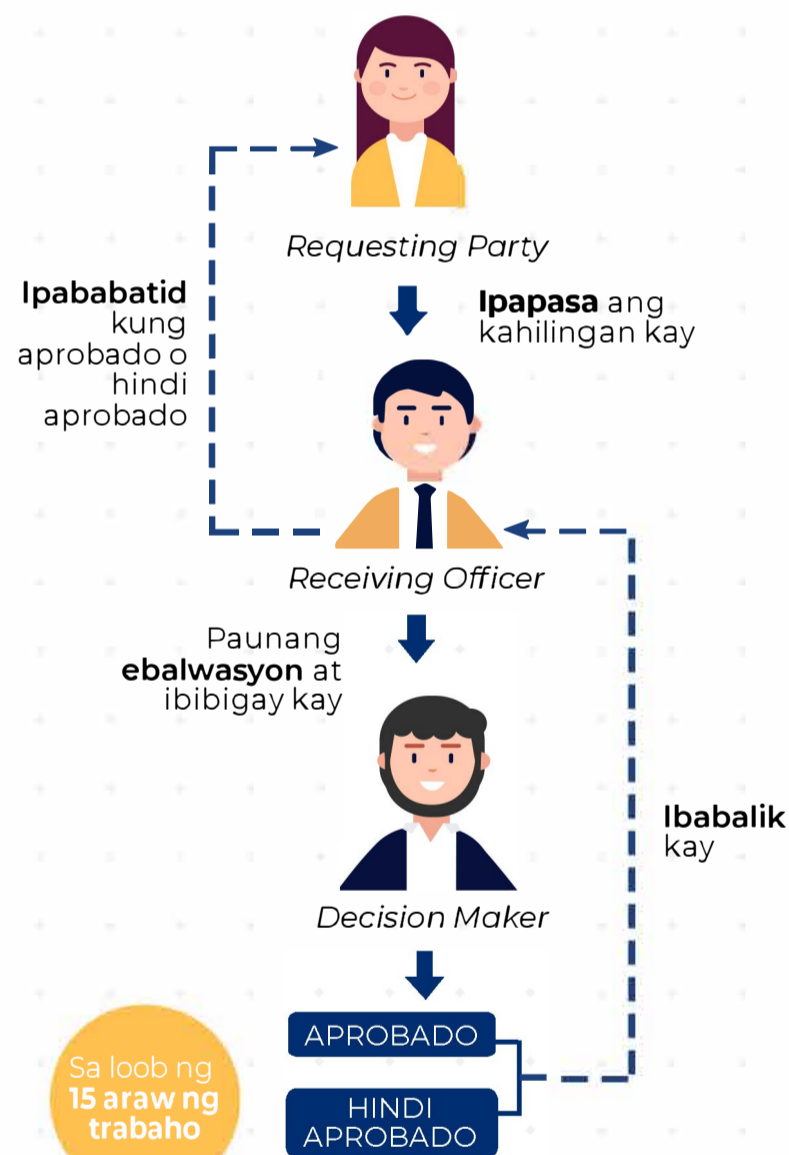 Requesting Party
Ipapasa ang
kahilingan kay
Ipababatid
kung
aprobado o
hindi
aprobado
Receiving Officer
Paunang
ebalwasyon at
ibibigay kay
Decision Maker
Ibabalik
kay
APROBADO
HINDI
APROBADO
Sa loob ng
15 araw ng
trabaho